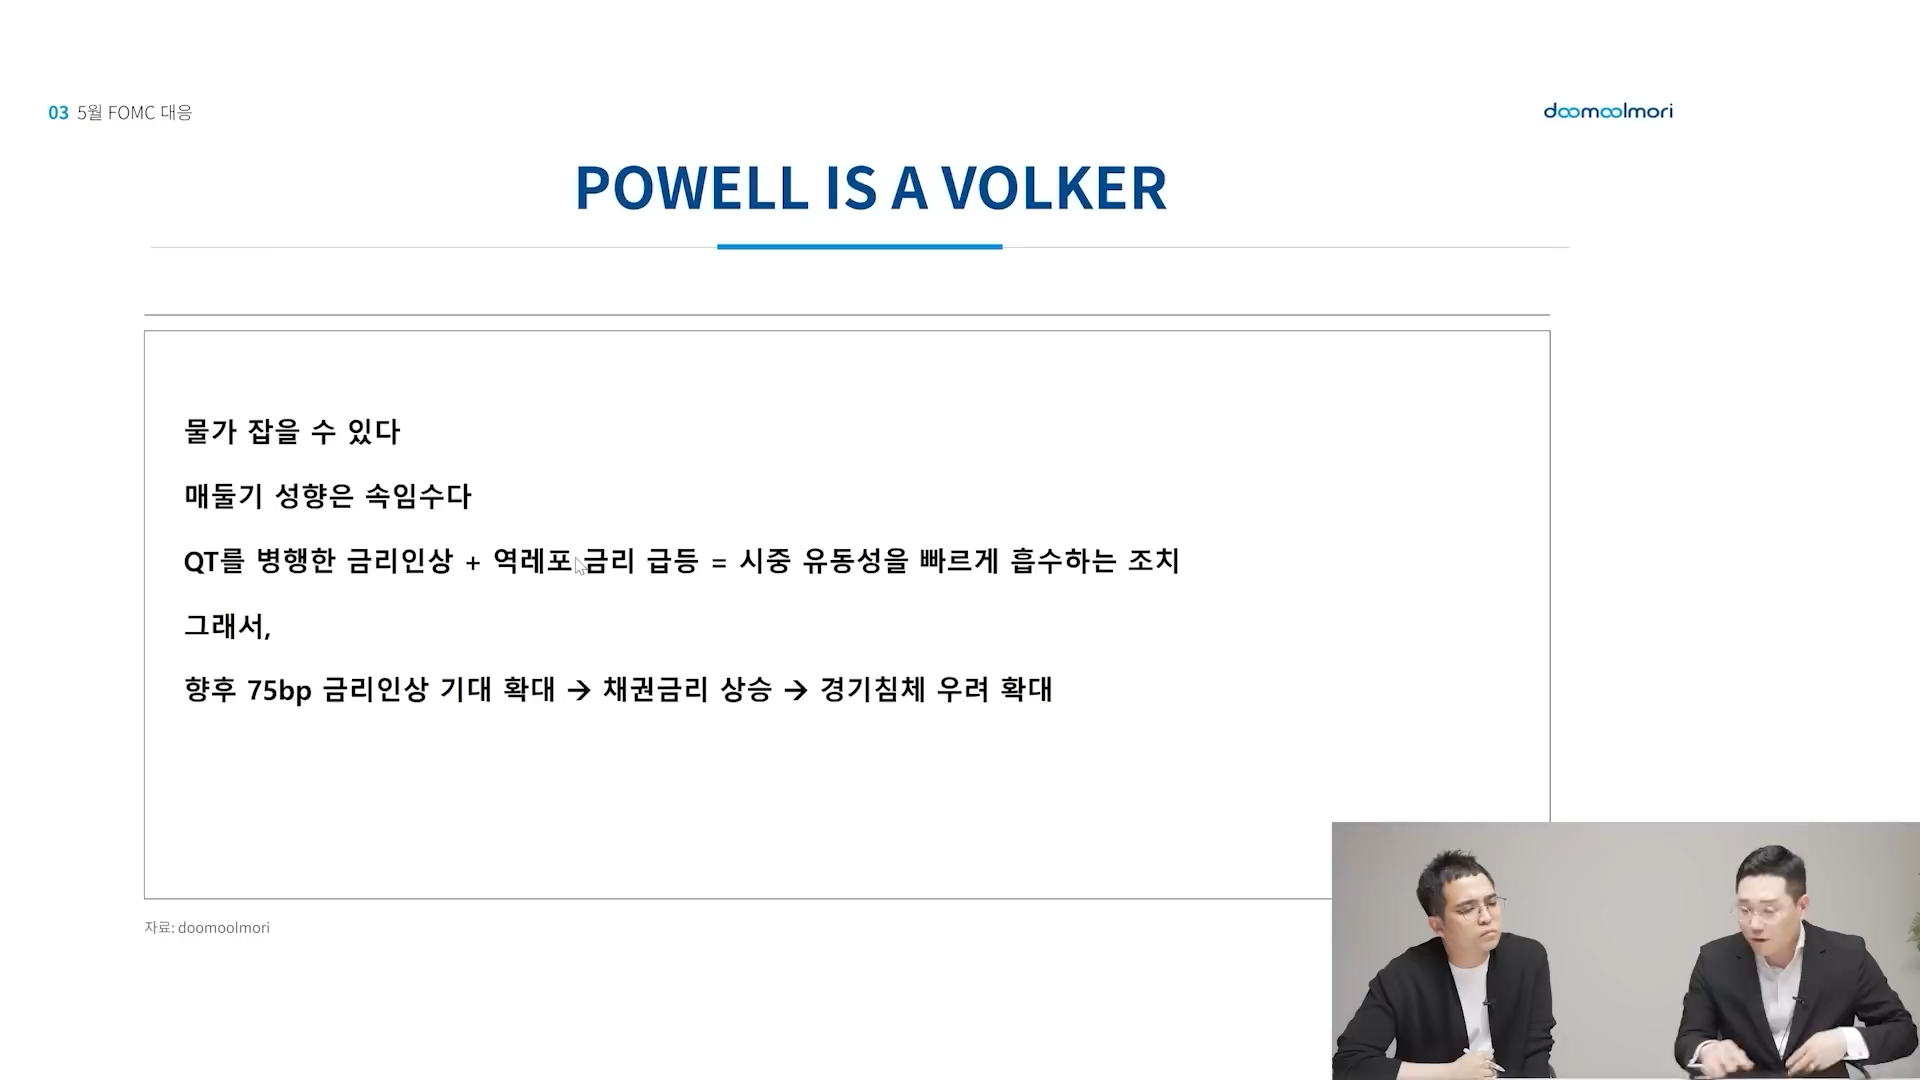 03 5월 FOMC 대응
doomoolmori
POWELL IS A VOLKER
물가 잡을 수 있다
매둘기 성향은 속임수다
QT를 병행한 금리인상 + 역레포 금리 급등 = 시중 유동성을 빠르게 흡수하는 조치
그래서,
향후 75bp 금리인상 기대 확대 → 채권금리 상승 → 경기침체 우려 확대
자료: doomoolmori